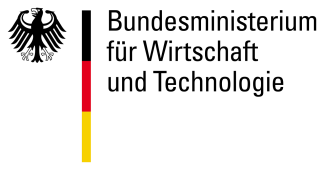 Bundesministerium
für Wirtschaft
und Technologie